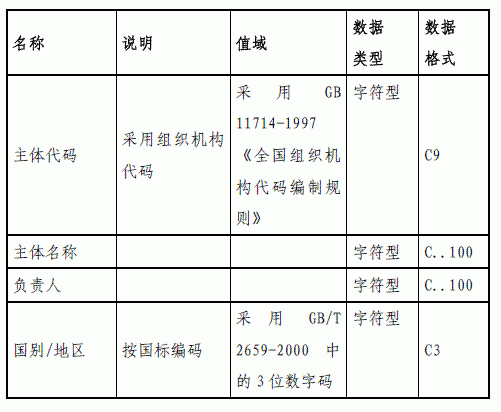 名称 说明 值域 数据类型 数据格式
主体代码 采用组织机构代码 采用 GB 11714-1997《全国组织机构代码编制规则》 字符型 C9
主体名称 字符型 C..100
负责人 字符型 C..100
国别/地区 按国标编码 采用 GB/T 2659-2000 中的3位数字码 字符型 C3